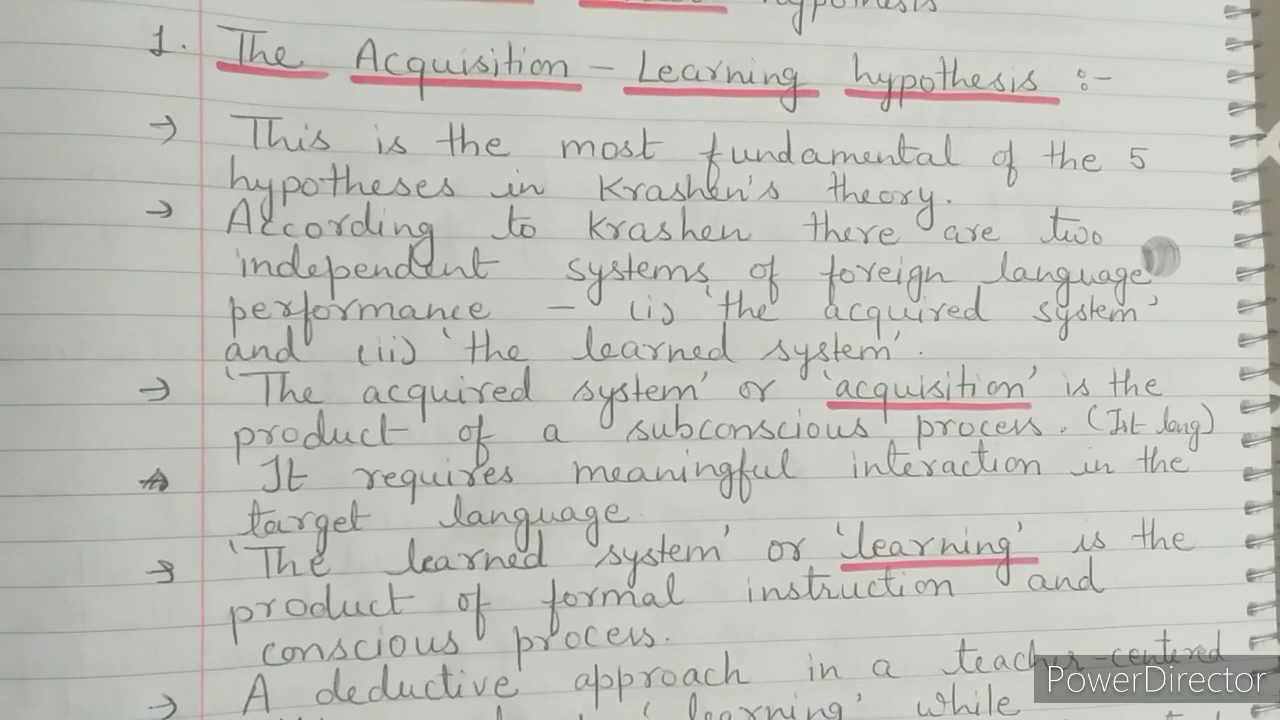 hypothesis
1. The Acquisition – Learning hypothesis :-
→ This is the most fundamental of the 5
hypotheses in Krashen's theory.
→ According to Krashen there are two
independent systems of foreign language
performance – (i) 'the acquired system'
and (ii) 'the learned system'.
→ 'The acquired system' or 'acquisition' is the
product of a subconscious process. (Ist lang)
It requires meaningful interaction in the
target language.
→ 'The learned system' or 'learning' is the
product of formal instruction and
conscious process.
→ A deductive approach in a teacher-centered
'learning' while
PowerDirector